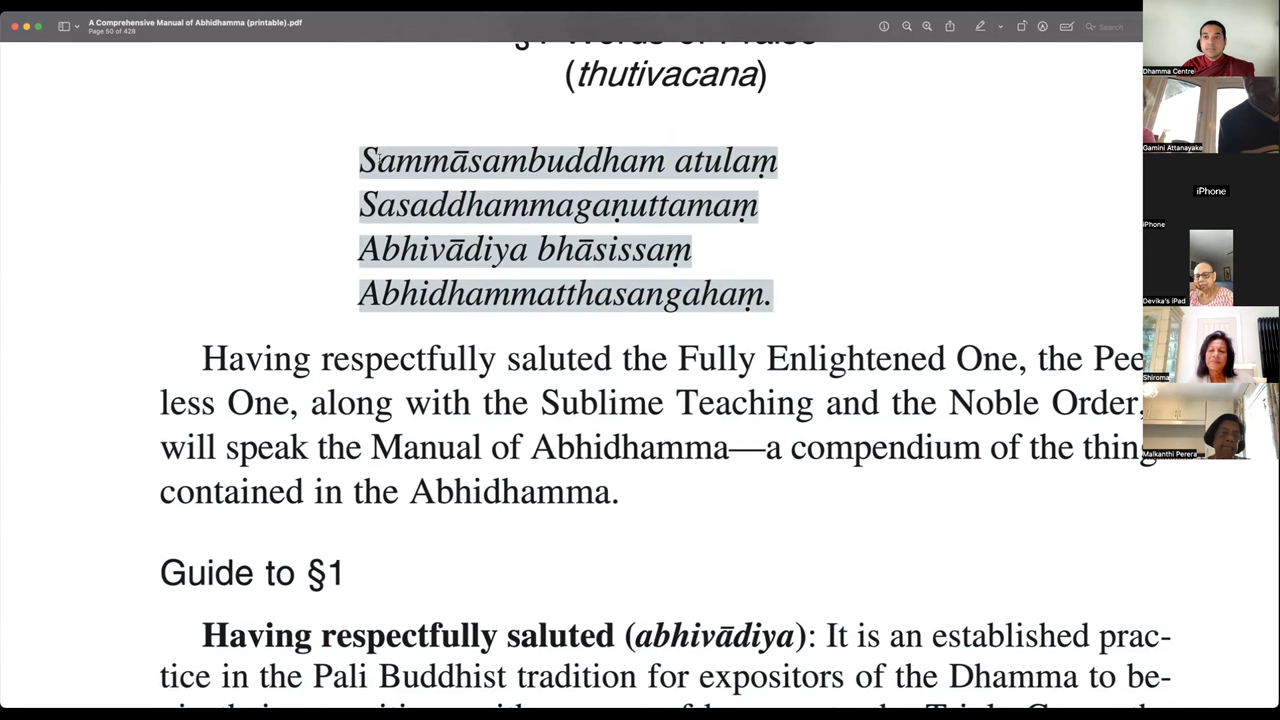 A Comprehensive Manual of Abhidhamma (printable).pdf
Page 50 of 428
Search
(thutivacana)
Sammāsambuddham atulaṃ
Sasaddhammagaṇuttamaṃ
Abhivādiya bhāsissaṃ
Abhidhammatthasangahaṃ.
Having respectfully saluted the Fully Enlightened One, the Pee
less One, along with the Sublime Teaching and the Noble Order,
will speak the Manual of Abhidhamma—a compendium of the thing
contained in the Abhidhamma.
Guide to §1
Having respectfully saluted (abhivādiya): It is an established prac-
tice in the Pali Buddhist tradition for expositors of the Dhamma to be-
Dhamma Centre
Gamini Attanayake
iPhone
iPhone
Devika's iPad
Shiroma
Malkanthi Perera